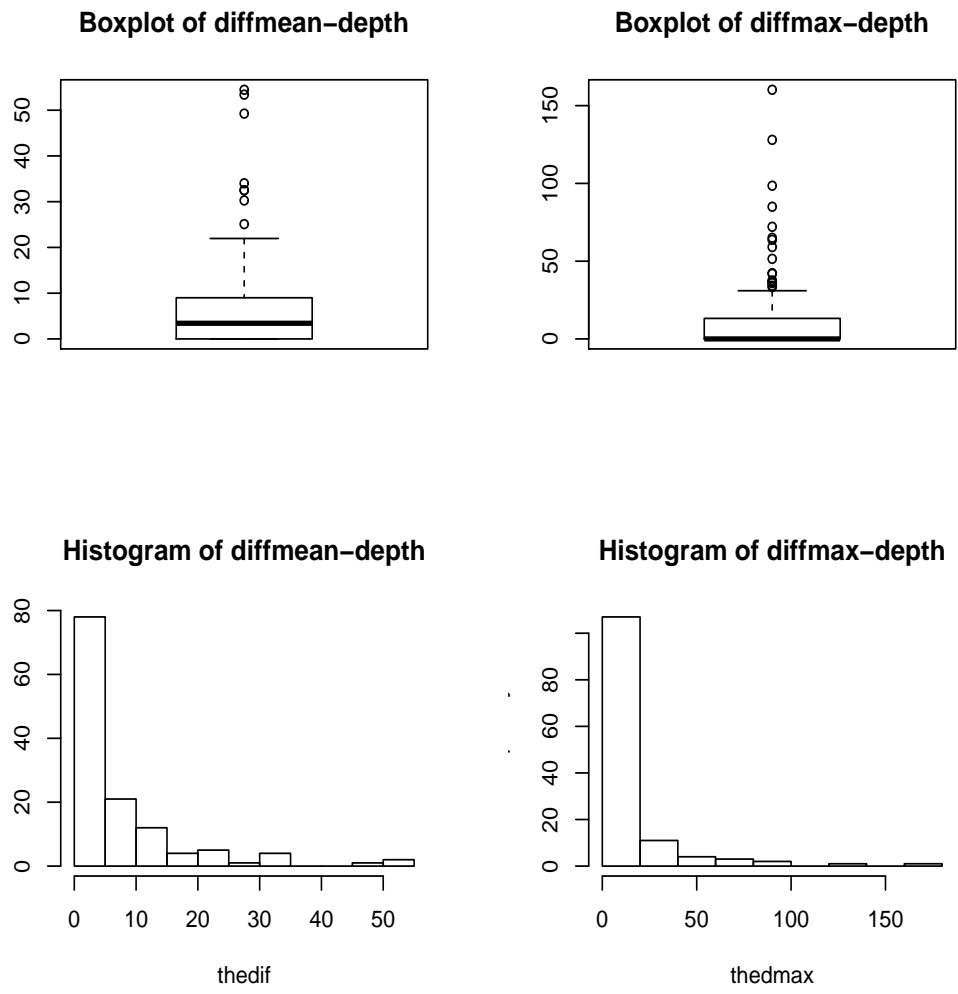 Boxplot of diffmean−depth
0 10 20 30 40 50
Boxplot of diffmax−depth
0 50 100 150
Histogram of diffmean−depth
0 20 40 60 80
0 10 20 30 40 50
thedif
Histogram of diffmax−depth
0 20 40 60 80
0 50 100 150
thedmax